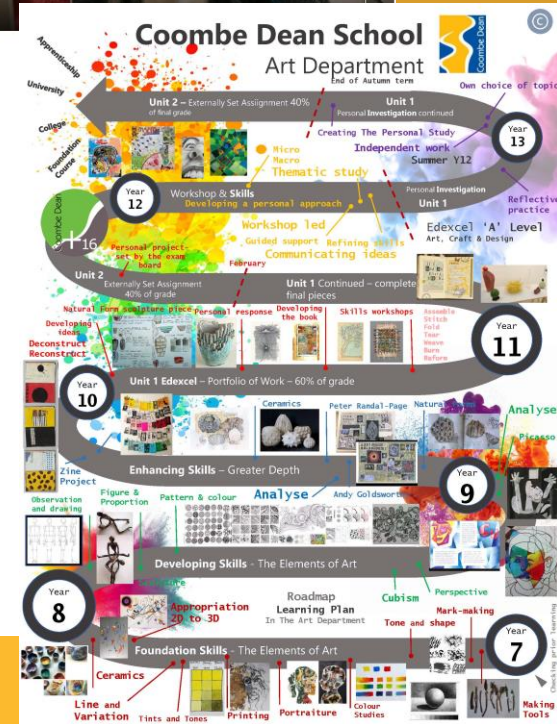 ©
Coombe Dean School
Art Department
Coombe Dean
End of Autumn term
Apprenticeship
University
College
Foundation
Course
Unit 2 – Externally Set Assignment 40%
of final grade
Unit 1
Personal Investigation continued
Own choice of topic
Creating The Personal Study
Independent work
Summer Y12
Year
13
Micro
Macro
Thematic study
Year
12
Workshop & Skills
Developing a personal approach
Personal Investigation
Unit 1
Reflective
practice
Workshop led
Guided support
Refining skills
Communicating ideas
Edexcel 'A' Level
Art, Craft & Design
Coombe Dean
+16
Personal project-
set by the exam
board
February
Unit 2
Externally Set Assignment
40% of grade
Unit 1 Continued – complete
final pieces
Natural Form sculpture piece
Personal response
Developing
the book
Skills workshops
Developing
ideas
Deconstruct
Reconstruct
Assemble
Stitch
Fold
Tear
Weave
Burn
Reform
Year
11
Year
10
Unit 1 Edexcel – Portfolio of Work – 60% of grade
Ceramics
Peter Randal-Page
Natural
Analyse
Picasso
Zine
Project
Enhancing Skills – Greater Depth
Analyse
Andy Goldsworthy
Year
9
Observation
and drawing
Figure &
Proportion
Pattern & colour
Developing Skills - The Elements of Art
Cubism
Perspective
Year
8
Appropriation
2D to 3D
Roadmap
Learning Plan
In The Art Department
Tone and shape
Mark-making
Foundation Skills - The Elements of Art
Year
7
Checking prior learning
Ceramics
Line and
Variation
Tints and Tones
Printing
Portraiture
Colour
Studies
Making
Tools